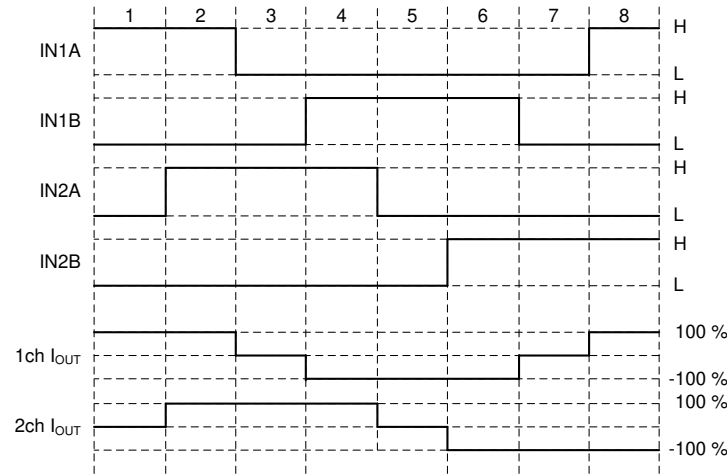 1 2 3 4 5 6 7 8
H
IN1A
L
H
IN1B
L
H
IN2A
L
H
IN2B
L
100 %
1ch IOUT
-100 %
100 %
2ch IOUT
-100 %